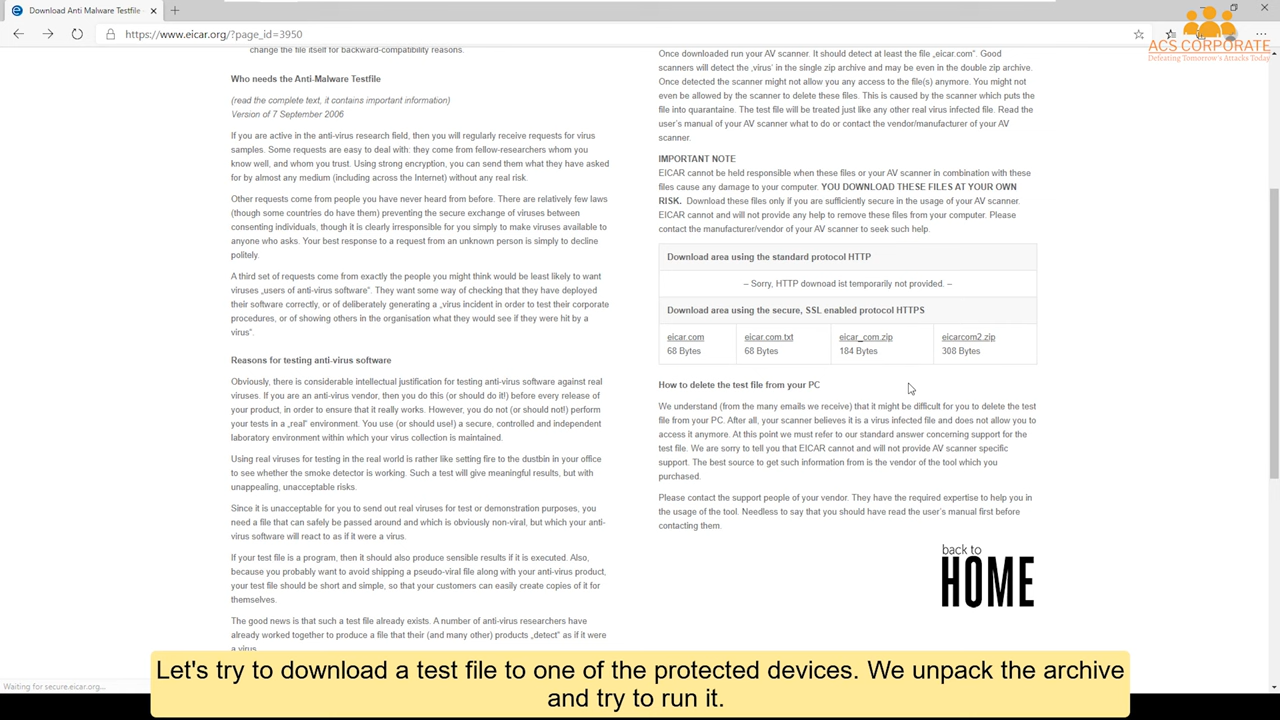 Download Anti Malware Testfile
https://www.eicar.org/?page_id=3950
ACS CORPORATE
Defeating Tomorrow's Attacks Today
change the file itself for backward-compatibility reasons.
Who needs the Anti-Malware Testfile
(read the complete text, it contains important information)
Version of 7 September 2006
If you are active in the anti-virus research field, then you will regularly receive requests for virus
samples. Some requests are easy to deal with: they come from fellow-researchers whom you
know well, and whom you trust. Using strong encryption, you can send them what they have asked
for by almost any medium (including across the Internet) without any real risk.
Other requests come from people you have never heard from before. There are relatively few laws
(though some countries do have them) preventing the secure exchange of viruses between
consenting individuals, though it is clearly irresponsible for you simply to make viruses available to
anyone who asks. Your best response to a request from an unknown person is simply to decline
politely.
A third set of requests come from exactly the people you might think would be least likely to want
viruses „users of anti-virus software“. They want some way of checking that they have deployed
their software correctly, or of deliberately generating a „virus incident in order to test their corporate
procedures, or of showing others in the organisation what they would see if they were hit by a
virus“.
Reasons for testing anti-virus software
Obviously, there is considerable intellectual justification for testing anti-virus software against real
viruses. If you are an anti-virus vendor, then you do this (or should do it!) before every release of
your product, in order to ensure that it really works. However, you do not (or should not!) perform
your tests in a „real“ environment. You use (or should use!) a secure, controlled and independent
laboratory environment within which your virus collection is maintained.
Using real viruses for testing in the real world is rather like setting fire to the dustbin in your office
to see whether the smoke detector is working. Such a test will give meaningful results, but with
unappealing, unacceptable risks.
Since it is unacceptable for you to send out real viruses for test or demonstration purposes, you
need a file that can safely be passed around and which is obviously non-viral, but which your anti-
virus software will react to as if it were a virus.
If your test file is a program, then it should also produce sensible results if it is executed. Also,
because you probably want to avoid shipping a pseudo-viral file along with your anti-virus product,
your test file should be short and simple, so that your customers can easily create copies of it for
themselves.
The good news is that such a test file already exists. A number of anti-virus researchers have
already worked together to produce a file that their (and many other) products „detect“ as if it were
a virus.
Once downloaded run your AV scanner. It should detect at least the file „eicar.com“. Good
scanners will detect the ‚virus‘ in the single zip archive and may be even in the double zip archive.
Once detected the scanner might not allow you any access to the file(s) anymore. You might not
even be allowed by the scanner to delete these files. This is caused by the scanner which puts the
file into quarantaine. The test file will be treated just like any other real virus infected file. Read the
user's manual of your AV scanner what to do or contact the vendor/manufacturer of your AV
scanner.
IMPORTANT NOTE
EICAR cannot be held responsible when these files or your AV scanner in combination with these
files cause any damage to your computer. YOU DOWNLOAD THESE FILES AT YOUR OWN
RISK. Download these files only if you are sufficiently secure in the usage of your AV scanner.
EICAR cannot and will not provide any help to remove these files from your computer. Please
contact the manufacturer/vendor of your AV scanner to seek such help.
Download area using the standard protocol HTTP
– Sorry, HTTP downoad ist temporarily not provided. –
Download area using the secure, SSL enabled protocol HTTPS
eicar.com eicar.com.txt eicar_com.zip eicarcom2.zip
68 Bytes 68 Bytes 184 Bytes 308 Bytes
How to delete the test file from your PC
We understand (from the many emails we receive) that it might be difficult for you to delete the test
file from your PC. After all, your scanner believes it is a virus infected file and does not allow you to
access it anymore. At this point we must refer to our standard answer concerning support for the
test file. We are sorry to tell you that EICAR cannot and will not provide AV scanner specific
support. The best source to get such information from is the vendor of the tool which you
purchased.
Please contact the support people of your vendor. They have the required expertise to help you in
the usage of the tool. Needless to say that you should have read the user's manual first before
contacting them.
back to
HOME
Waiting for secure.eicar.org...
Let's try to download a test file to one of the protected devices. We unpack the archive
and try to run it.